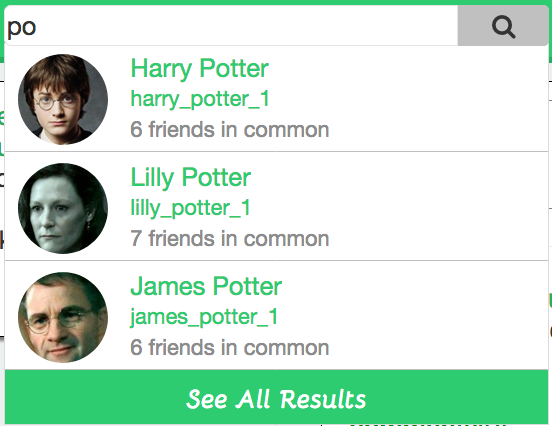 po
Harry Potter
harry_potter_1
6 friends in common
Lilly Potter
lilly_potter_1
7 friends in common
James Potter
james_potter_1
6 friends in common
See All Results